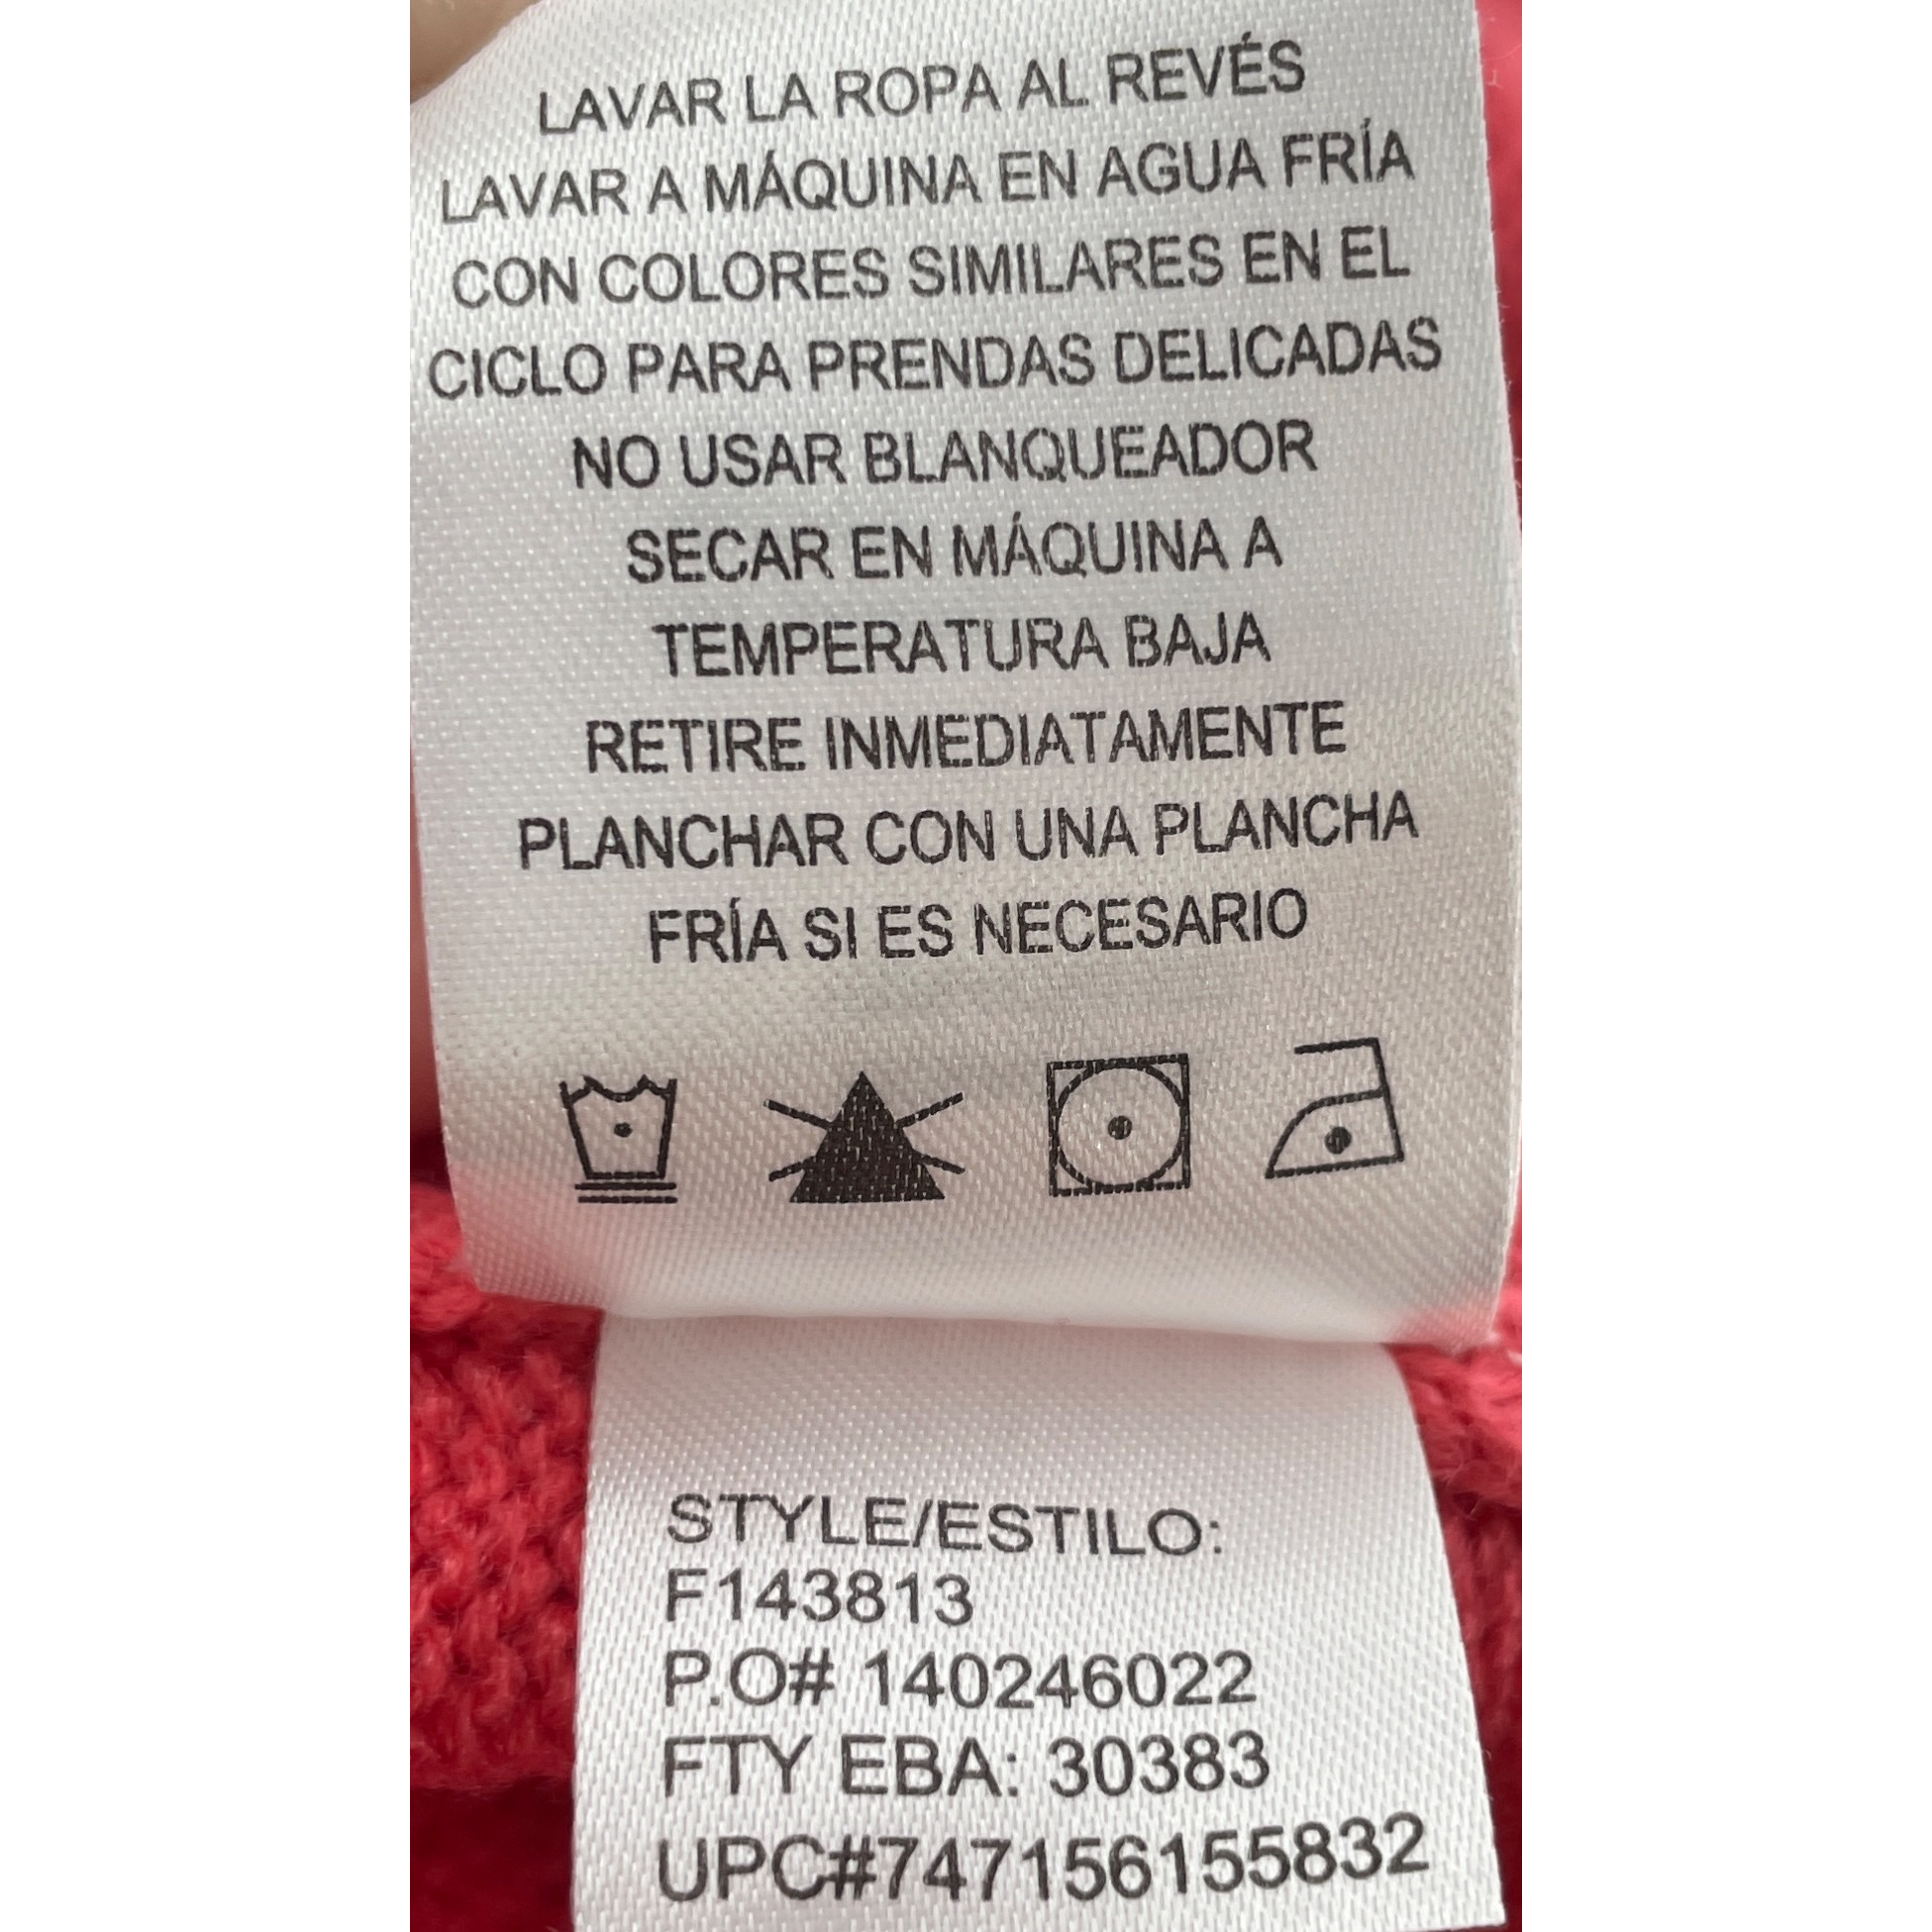 LAVAR LA ROPA AL REVÉS
LAVAR A MÁQUINA EN AGUA FRÍA
CON COLORES SIMILARES EN EL
CICLO PARA PRENDAS DELICADAS
NO USAR BLANQUEADOR
SECAR EN MÁQUINA A
TEMPERATURA BAJA
RETIRE INMEDIATAMENTE
PLANCHAR CON UNA PLANCHA
FRÍA SI ES NECESARIO
STYLE/ESTILO:
F143813
P.O# 140246022
FTY EBA: 30383
UPC#747156155832